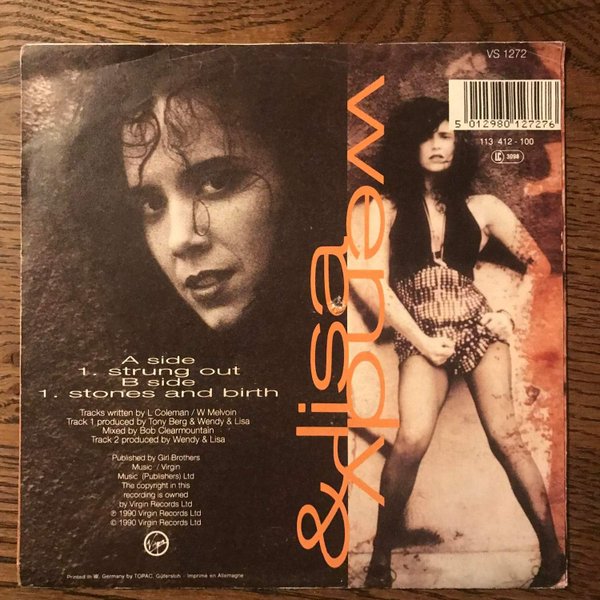 VS 1272
5 012980 127276
113 412 - 100
LC 3098
wendy
& lisa
A side
1. strung out
B side
1. stones and birth
Tracks written by L Coleman / W Melvoin
Track 1 produced by Tony Berg & Wendy & Lisa
Mixed by Bob Clearmountain
Track 2 produced by Wendy & Lisa
Published by Girl Brothers
Music / Virgin
Music (Publishers) Ltd
The copyright in this
recording is owned
by Virgin Records Ltd
℗ 1990 Virgin Records Ltd
© 1990 Virgin Records Ltd
Virgin
Printed in W. Germany by TOPAC, Gütersloh - Imprimé en Allemagne